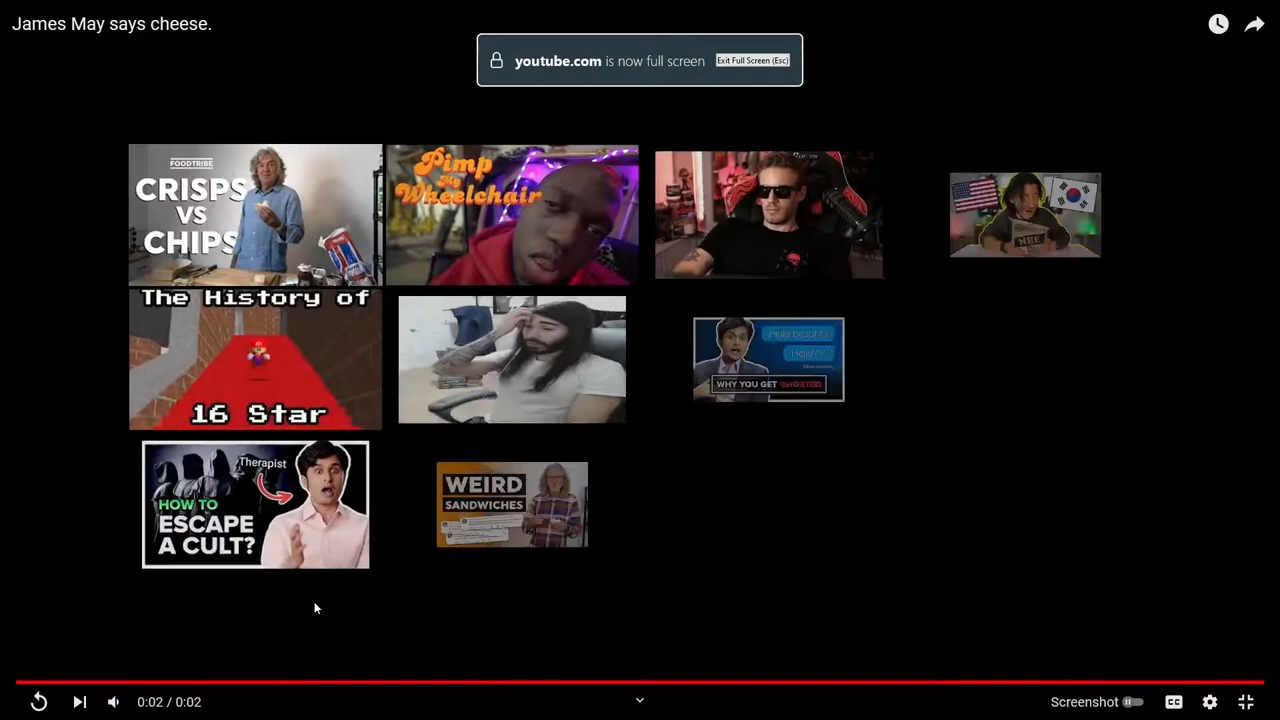 James May says cheese.
youtube.com is now full screen
Exit Full Screen (Esc)
FOODTRIBE
CRISPS
VS
CHIPS
Pimp
My
Wheelchair
The History of
16 Star
Hello beautiful
Hello???
WHY YOU GET GHOSTED
Therapist
HOW TO
ESCAPE
A CULT?
WEIRD
SANDWICHES
0:02 / 0:02
Screenshot
CC